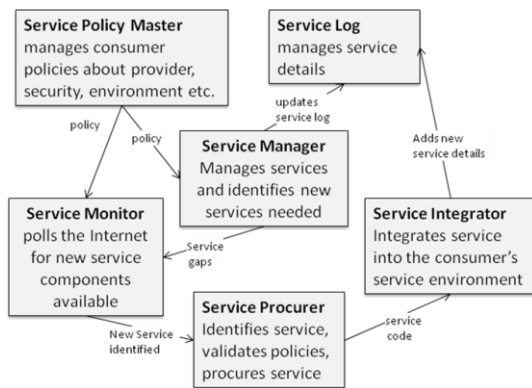 Service Policy Master
manages consumer
policies about provider,
security, environment etc.
Service Log
manages service
details
updates
service log
policy
policy
Service Manager
Manages services
and identifies new
services needed
Adds new
service details
Service Monitor
polls the Internet
for new service
components
available
Service
gaps
Service Integrator
Integrates service
into the consumer's
service environment
New Service
identified
Service Procurer
Identifies service,
validates policies,
procures service
service
code